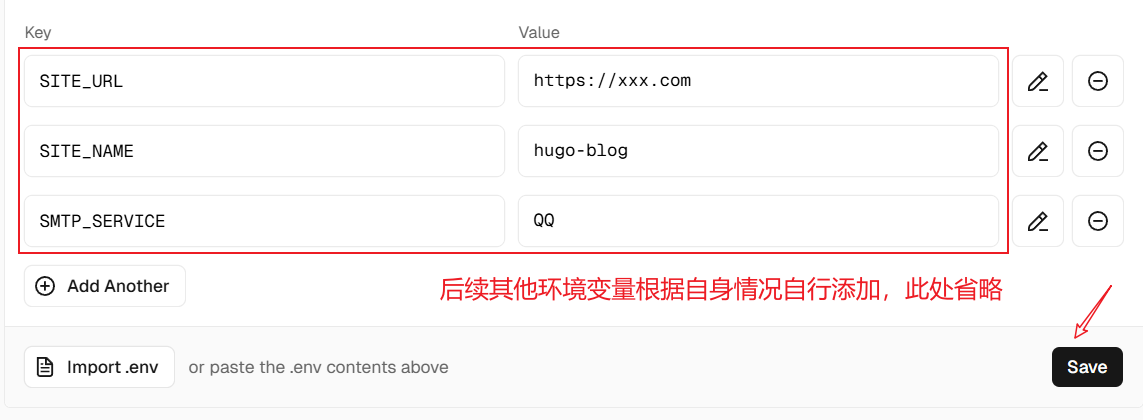 Key Value
SITE_URL https://xxx.com
SITE_NAME hugo-blog
SMTP_SERVICE QQ
Add Another
后续其他环境变量根据自身情况自行添加，此处省略
Import .env or paste the .env contents above Save